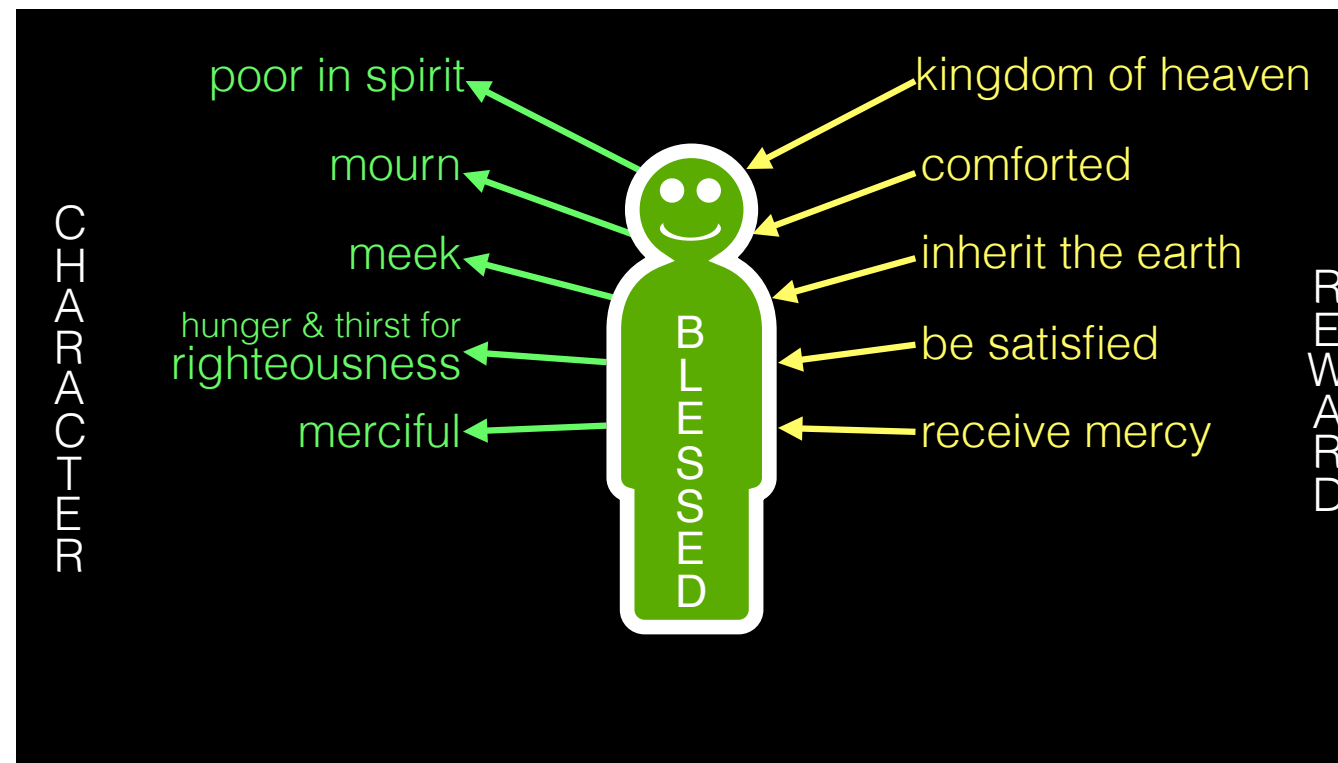 CHARACTER
poor in spirit
mourn
meek
hunger & thirst for
righteousness
merciful
BLESSED
kingdom of heaven
comforted
inherit the earth
be satisfied
receive mercy
REWARD